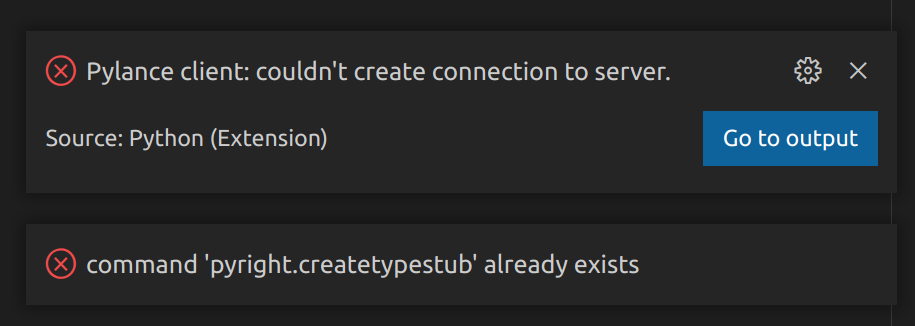 Pylance client: couldn't create connection to server.
Source: Python (Extension)
Go to output
command 'pyright.createtypestub' already exists